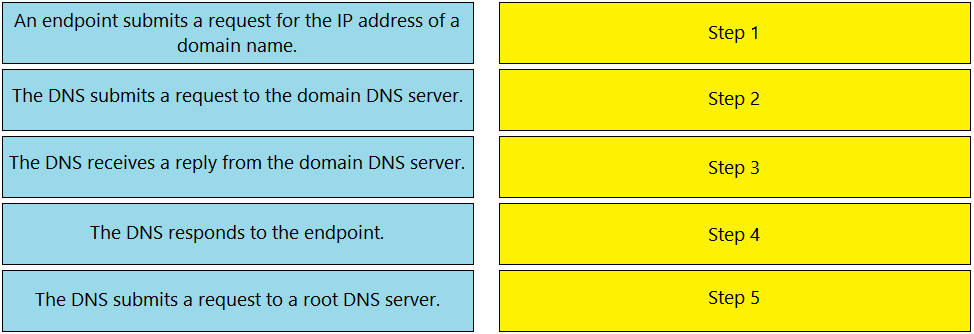 An endpoint submits a request for the IP address of a
domain name.
Step 1
The DNS submits a request to the domain DNS server.
Step 2
The DNS receives a reply from the domain DNS server.
Step 3
The DNS responds to the endpoint.
Step 4
The DNS submits a request to a root DNS server.
Step 5